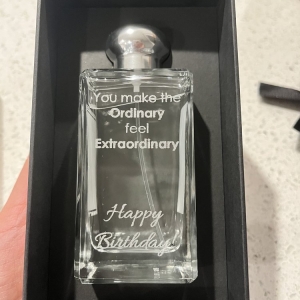 You make the
Ordinary
feel
Extraordinary
Happy
Birthday!